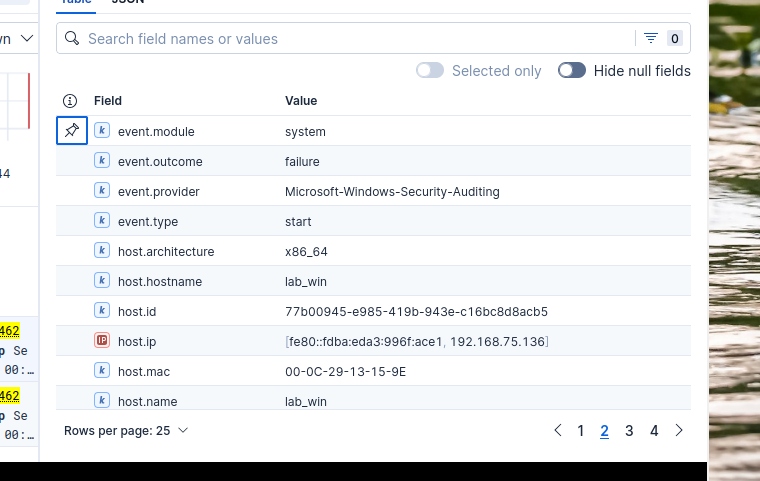 Table JSON
Search field names or values 0
Selected only Hide null fields
Field Value
k event.module system
k event.outcome failure
k event.provider Microsoft-Windows-Security-Auditing
k event.type start
k host.architecture x86_64
k host.hostname lab_win
k host.id 77b00945-e985-419b-943e-c16bc8d8acb5
IP host.ip [fe80::fdba:eda3:996f:ace1, 192.168.75.136]
k host.mac 00-0C-29-13-15-9E
k host.name lab_win
Rows per page: 25 1 2 3 4
wn
44
462
p Se
00:…
462
p Se
00:…